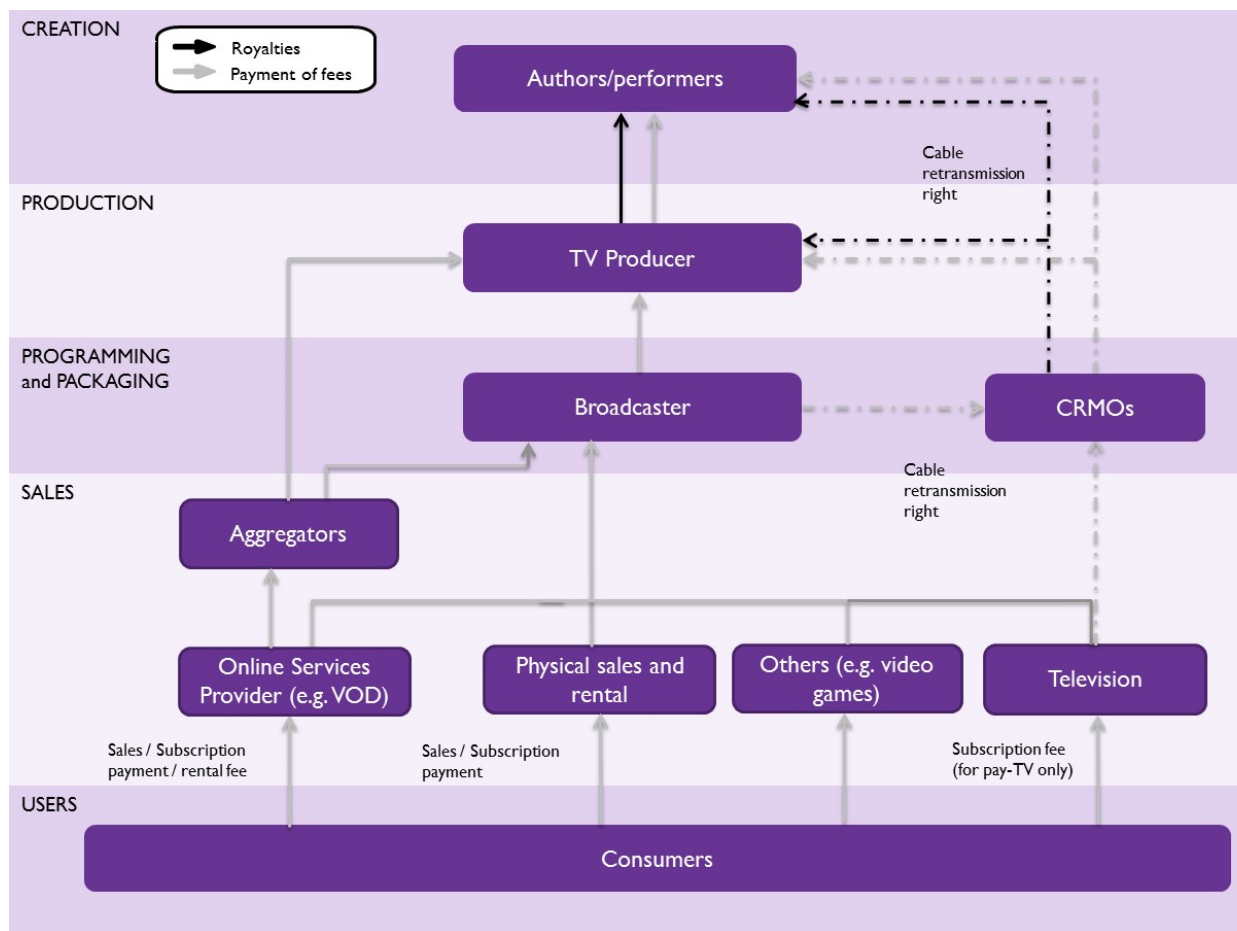 CREATION
Royalties
Payment of fees
Authors/performers
Cable
retransmission
right
PRODUCTION
TV Producer
PROGRAMMING
and PACKAGING
Broadcaster
CRMOs
SALES
Cable
retransmission
right
Aggregators
Online Services
Provider (e.g. VOD)
Physical sales and
rental
Others (e.g. video
games)
Television
Sales / Subscription
payment / rental fee
Sales / Subscription
payment
Subscription fee
(for pay-TV only)
USERS
Consumers